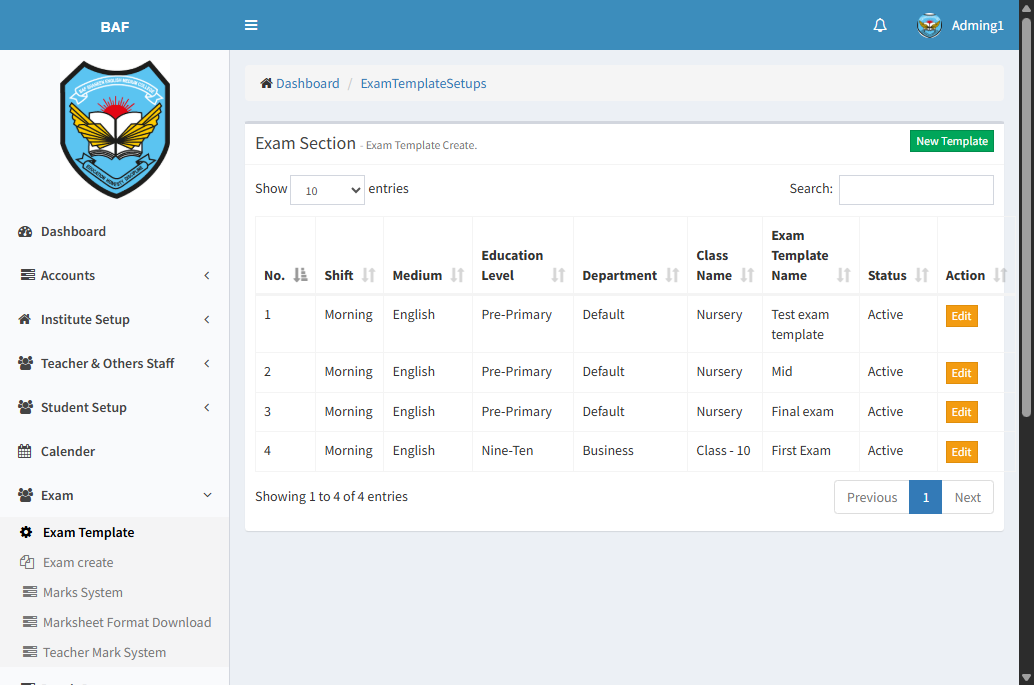 BAF
Adming1
Dashboard / ExamTemplateSetups
Exam Section - Exam Template Create.
New Template
Show 10 entries
Search:
No. Shift Medium Education Level Department Class Name Exam Template Name Status Action
1 Morning English Pre-Primary Default Nursery Test exam template Active Edit
2 Morning English Pre-Primary Default Nursery Mid Active Edit
3 Morning English Pre-Primary Default Nursery Final exam Active Edit
4 Morning English Nine-Ten Business Class - 10 First Exam Active Edit
Showing 1 to 4 of 4 entries
Previous 1 Next
Dashboard
Accounts
Institute Setup
Teacher & Others Staff
Student Setup
Calender
Exam
Exam Template
Exam create
Marks System
Marksheet Format Download
Teacher Mark System